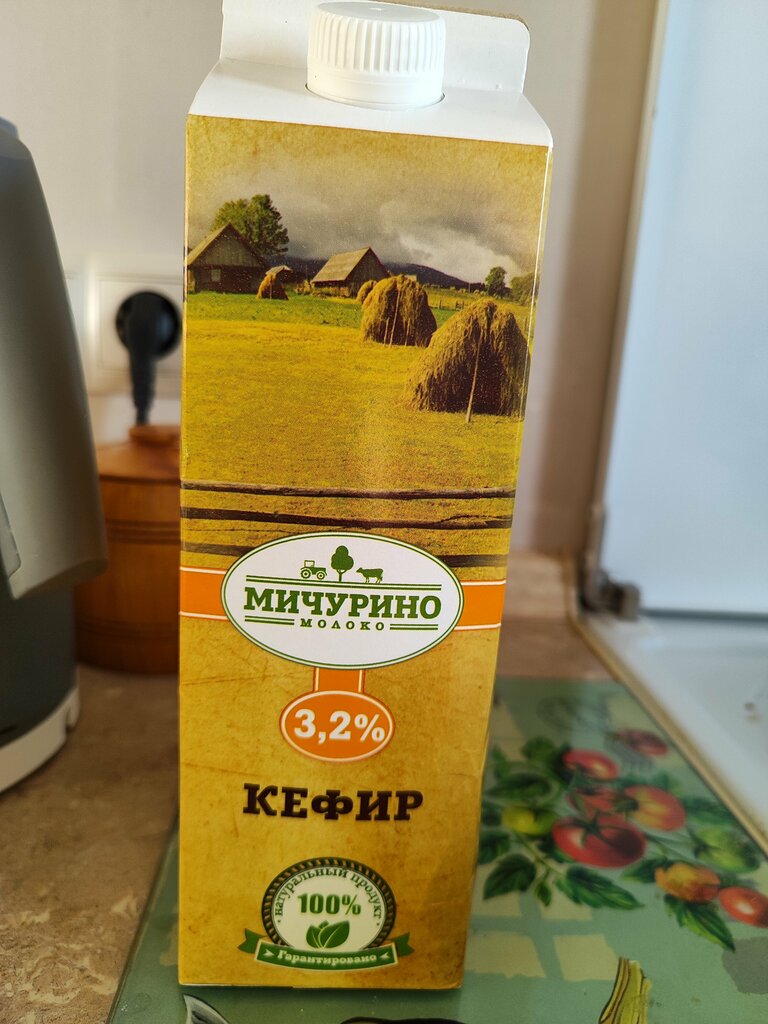 МИЧУРИНО
МОЛОКО
3,2%
КЕФИР
натуральный продукт
100%
Гарантировано